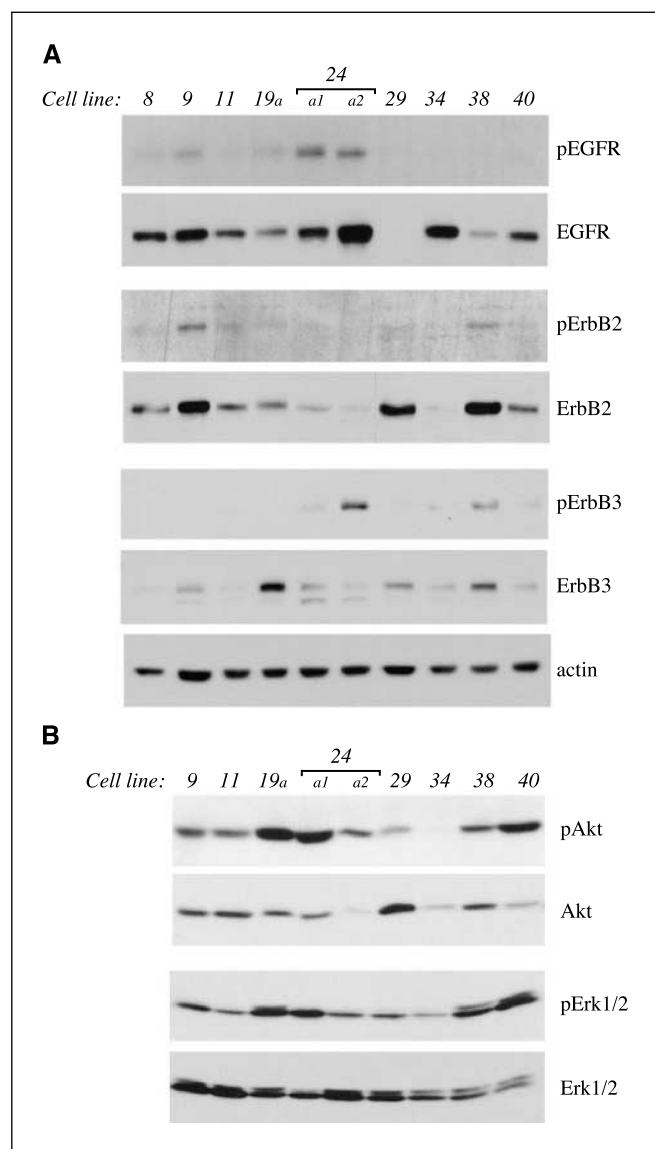 A
24
Cell line: 8 9 11 19a a1 a2 29 34 38 40
pEGFR
EGFR
pErbB2
ErbB2
pErbB3
ErbB3
actin
B
24
Cell line: 9 11 19a a1 a2 29 34 38 40
pAkt
Akt
pErk1/2
Erk1/2